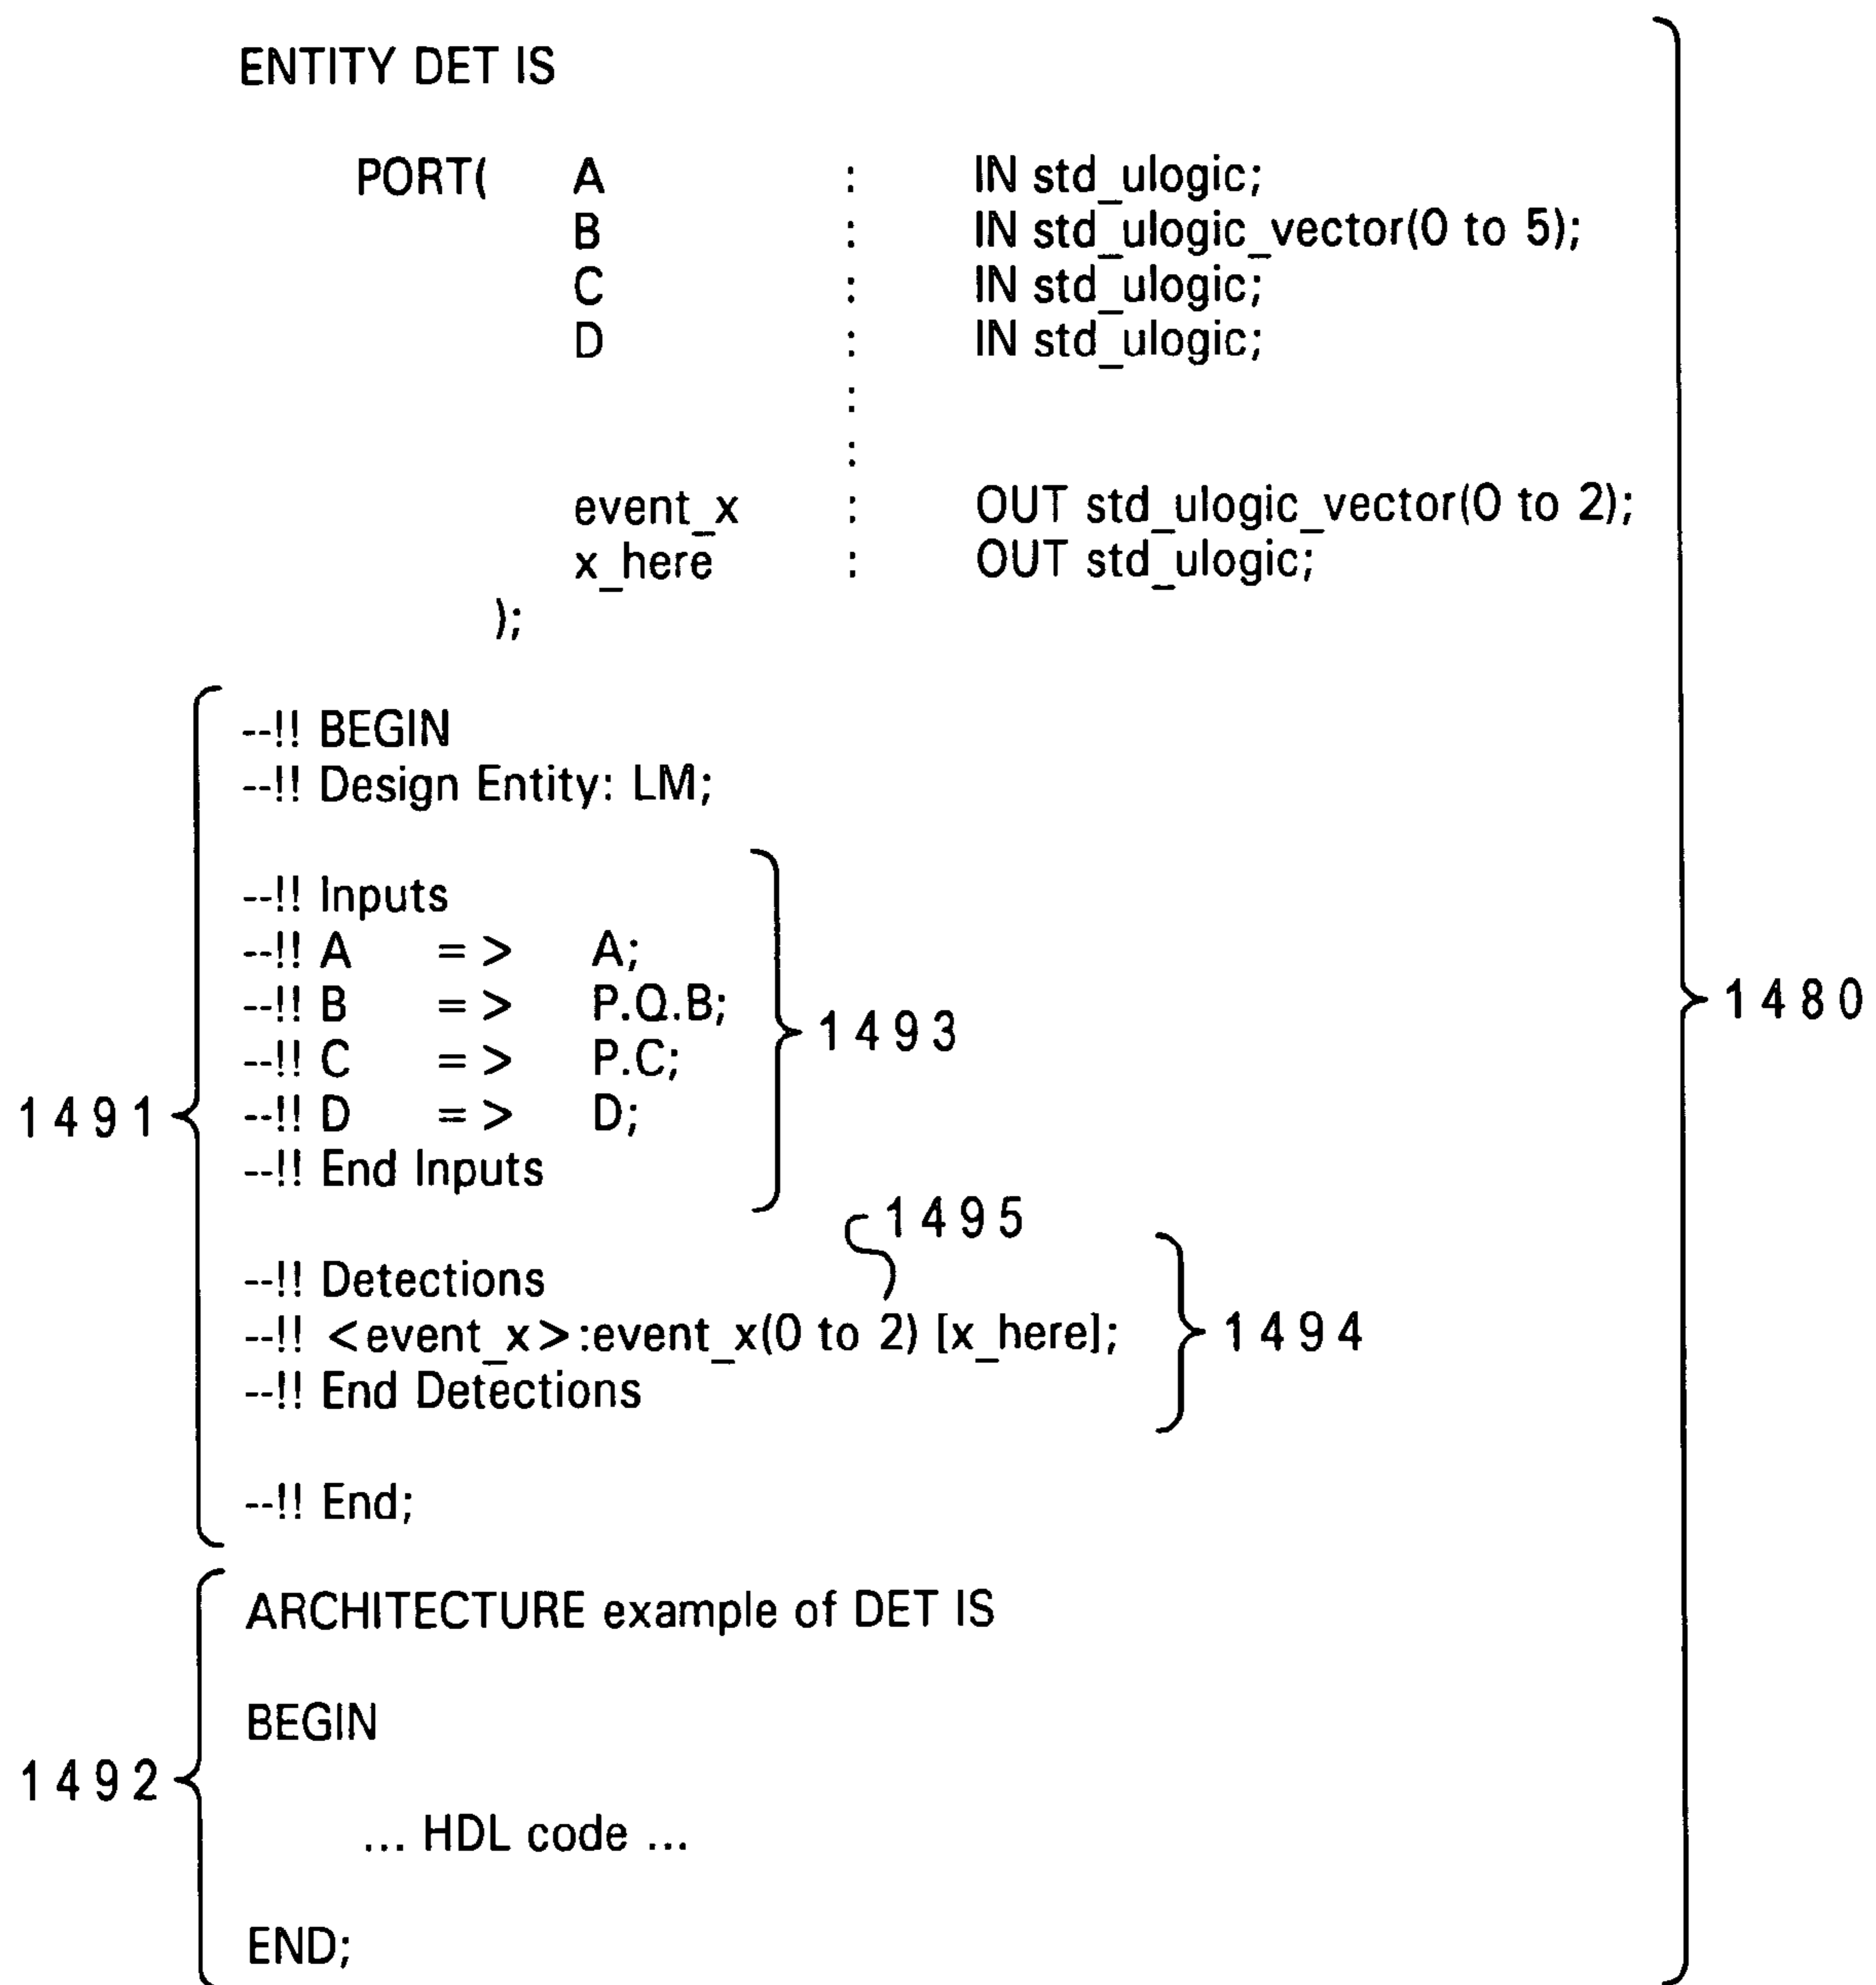 ENTITY DET IS
PORT( A : IN std_ulogic;
B : IN std_ulogic_vector(0 to 5);
C : IN std_ulogic;
D : IN std_ulogic;
:
:
event_x : OUT std_ulogic_vector(0 to 2);
x_here : OUT std_ulogic;
);
--!! BEGIN
--!! Design Entity: LM;
--!! Inputs
--!! A => A;
--!! B => P.Q.B;
--!! C => P.C;
--!! D => D;
--!! End Inputs
1493
1495
--!! Detections
--!! <event_x>:event_x(0 to 2) [x_here];
--!! End Detections
1494
--!! End;
1491
ARCHITECTURE example of DET IS
BEGIN
... HDL code ...
END;
1492
1480